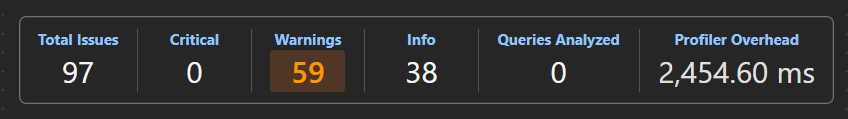 Total Issues Critical Warnings Info Queries Analyzed Profiler Overhead
97 0 59 38 0 2,454.60 ms